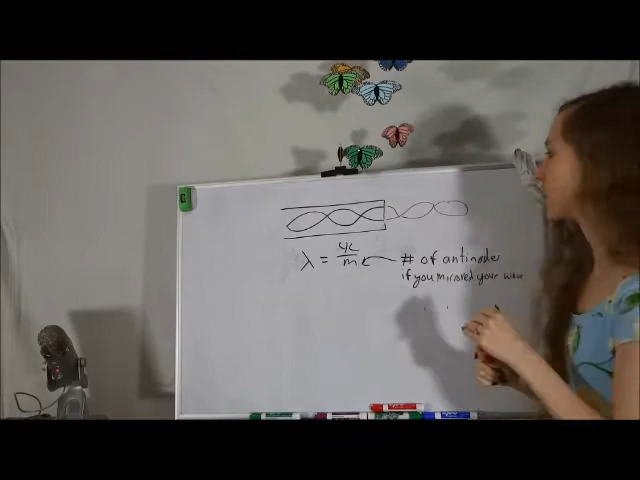 λ = 4L/m ← # of antinodes
if you mirrored your wave